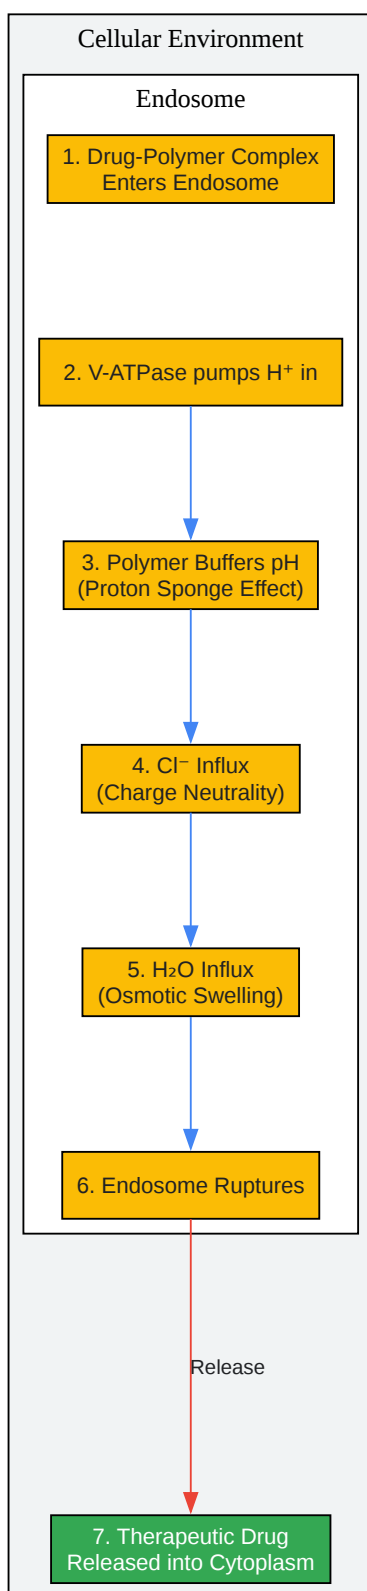 Cellular Environment
Endosome
1. Drug-Polymer Complex
Enters Endosome
2. V-ATPase pumps H⁺ in
3. Polymer Buffers pH
(Proton Sponge Effect)
4. Cl⁻ Influx
(Charge Neutrality)
5. H₂O Influx
(Osmotic Swelling)
6. Endosome Ruptures
Release
7. Therapeutic Drug
Released into Cytoplasm